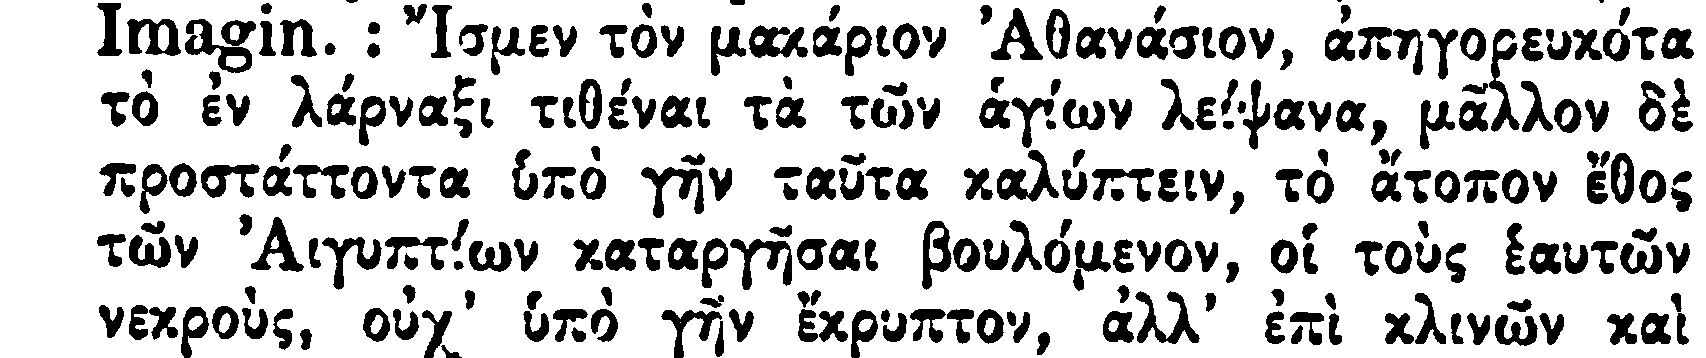 Imagin. : Ἴσμεν τὸν μακάριον Ἀθανάσιον, ἀπηγορευκότα
τὸ ἐν λάρναξι τιθέναι τὰ τῶν ἁγίων λείψανα, μᾶλλον δὲ
προστάττοντα ὑπὸ γῆν ταῦτα καλύπτειν, τὸ ἄτοπον ἔθος
τῶν Ἀιγυπτίων καταργῆσαι βουλόμενον, οἵ τοὺς ἑαυτῶν
νεκροὺς, οὐχ’ ὑπὸ γῆν ἔκρυπτον, ἀλλ’ ἐπὶ κλινῶν καὶ